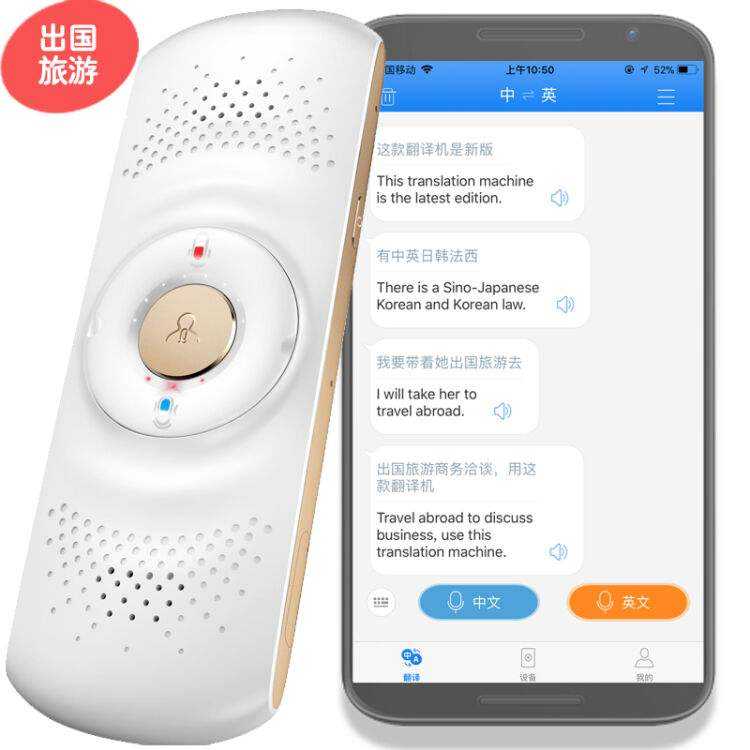 出国
旅游
国移动
上午10:50
52%
中 ⇌ 英
这款翻译机是新版
This translation machine
is the latest edition.
有中英日韩法西
There is a Sino-Japanese
Korean and Korean law.
我要带着她出国旅游去
I will take her to
travel abroad.
出国旅游商务洽谈，用这
款翻译机
Travel abroad to discuss
business, use this
translation machine.
中文
英文
翻译
设备
我的